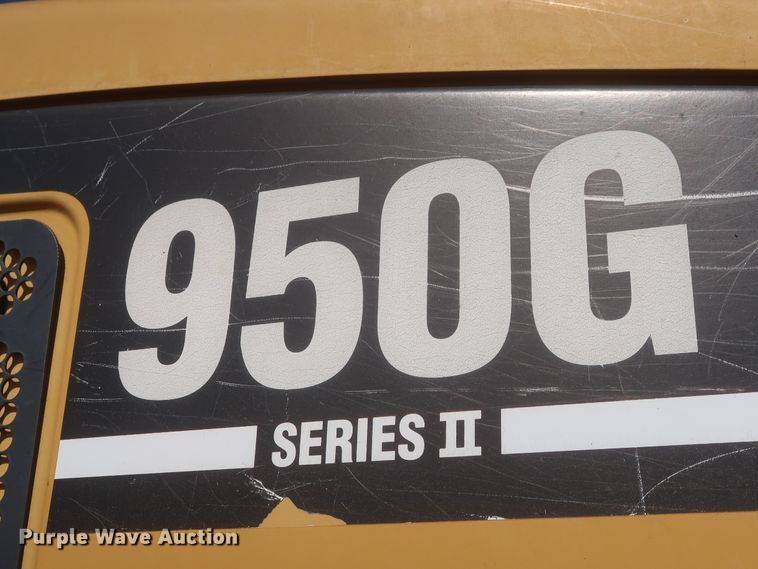 950G
SERIES II
Purple Wave Auction